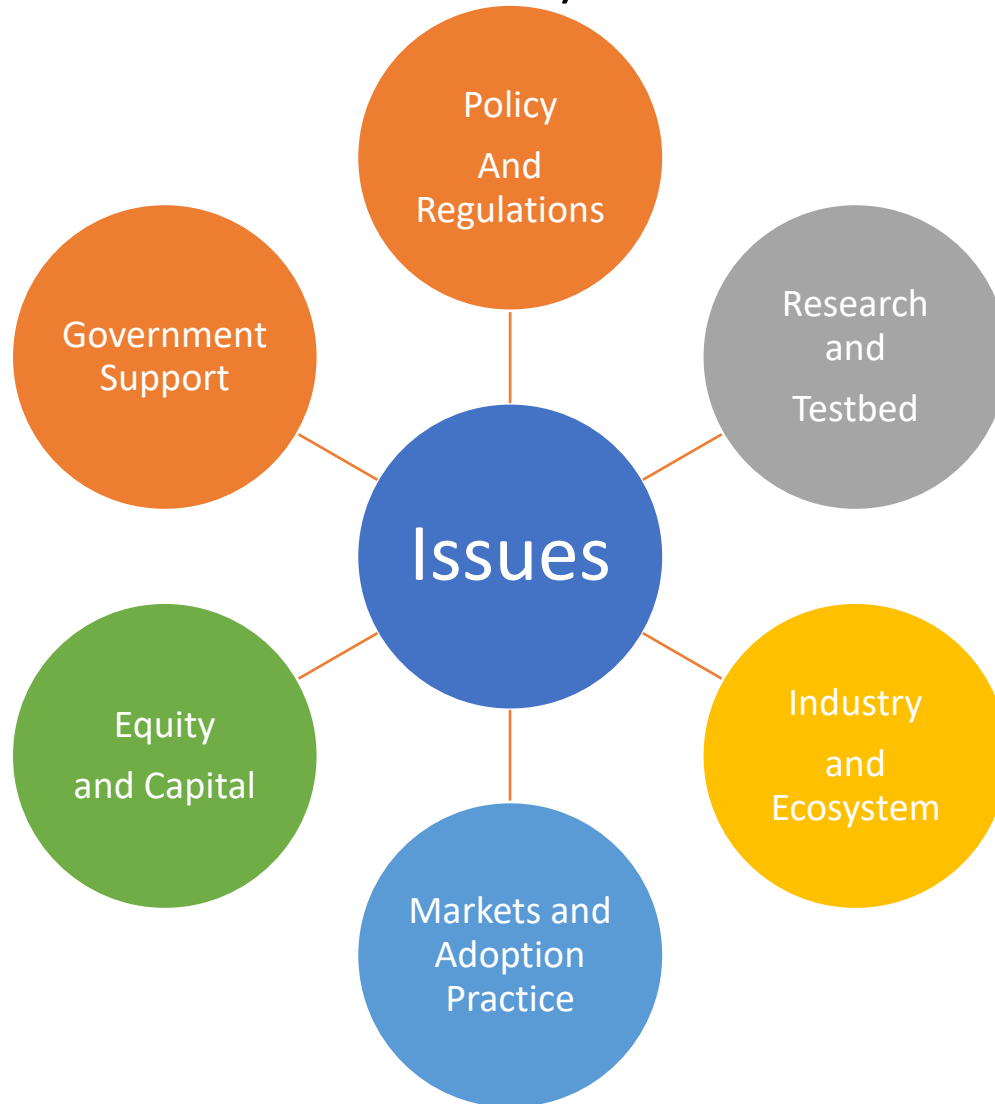 Policy
And
Regulations
Research
and
Testbed
Government
Support
Issues
Industry
and
Ecosystem
Equity
and Capital
Markets and
Adoption
Practice